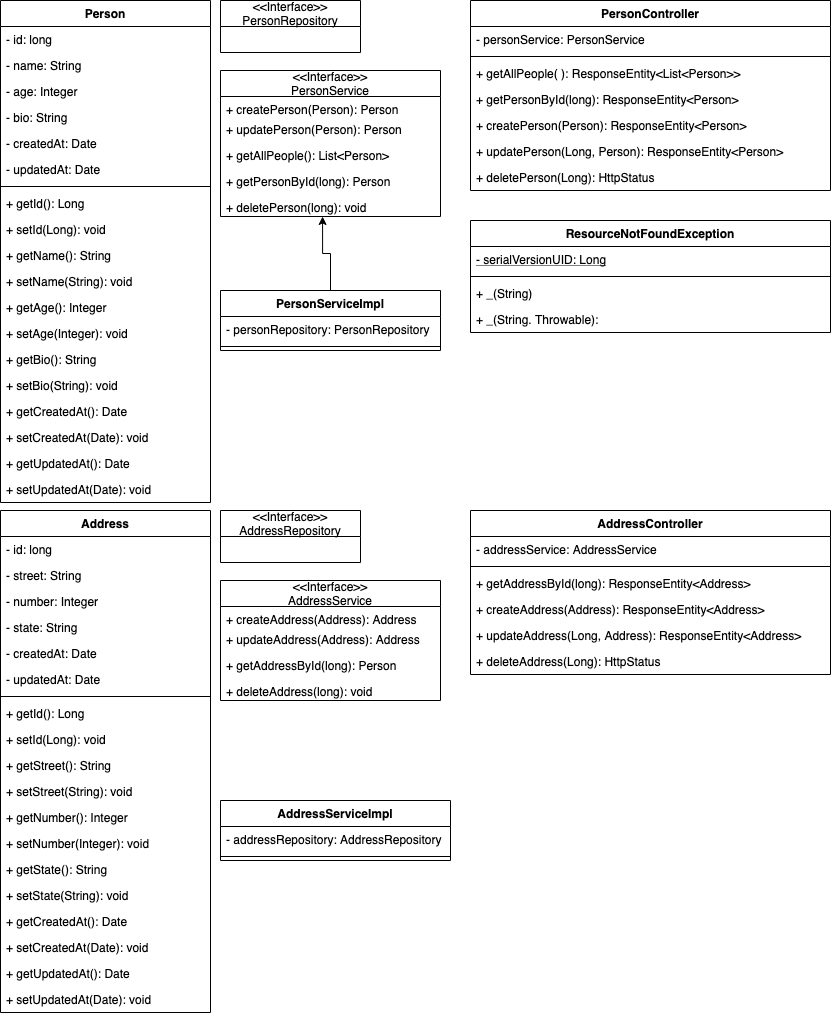 Person
- id: long
- name: String
- age: Integer
- bio: String
- createdAt: Date
- updatedAt: Date
+ getId(): Long
+ setId(Long): void
+ getName(): String
+ setName(String): void
+ getAge(): Integer
+ setAge(Integer): void
+ getBio(): String
+ setBio(String): void
+ getCreatedAt(): Date
+ setCreatedAt(Date): void
+ getUpdatedAt(): Date
+ setUpdatedAt(Date): void
<<Interface>>
PersonRepository
<<Interface>>
PersonService
+ createPerson(Person): Person
+ updatePerson(Person): Person
+ getAllPeople(): List<Person>
+ getPersonById(long): Person
+ deletePerson(long): void
PersonServiceImpl
- personRepository: PersonRepository
PersonController
- personService: PersonService
+ getAllPeople( ): ResponseEntity<List<Person>>
+ getPersonById(long): ResponseEntity<Person>
+ createPerson(Person): ResponseEntity<Person>
+ updatePerson(Long, Person): ResponseEntity<Person>
+ deletePerson(Long): HttpStatus
ResourceNotFoundException
- serialVersionUID: Long
+ _(String)
+ _(String. Throwable):
Address
- id: long
- street: String
- number: Integer
- state: String
- createdAt: Date
- updatedAt: Date
+ getId(): Long
+ setId(Long): void
+ getStreet(): String
+ setStreet(String): void
+ getNumber(): Integer
+ setNumber(Integer): void
+ getState(): String
+ setState(String): void
+ getCreatedAt(): Date
+ setCreatedAt(Date): void
+ getUpdatedAt(): Date
+ setUpdatedAt(Date): void
<<Interface>>
AddressRepository
<<Interface>>
AddressService
+ createAddress(Address): Address
+ updateAddress(Address): Address
+ getAddressById(long): Person
+ deleteAddress(long): void
AddressServiceImpl
- addressRepository: AddressRepository
AddressController
- addressService: AddressService
+ getAddressById(long): ResponseEntity<Address>
+ createAddress(Address): ResponseEntity<Address>
+ updateAddress(Long, Address): ResponseEntity<Address>
+ deleteAddress(Long): HttpStatus